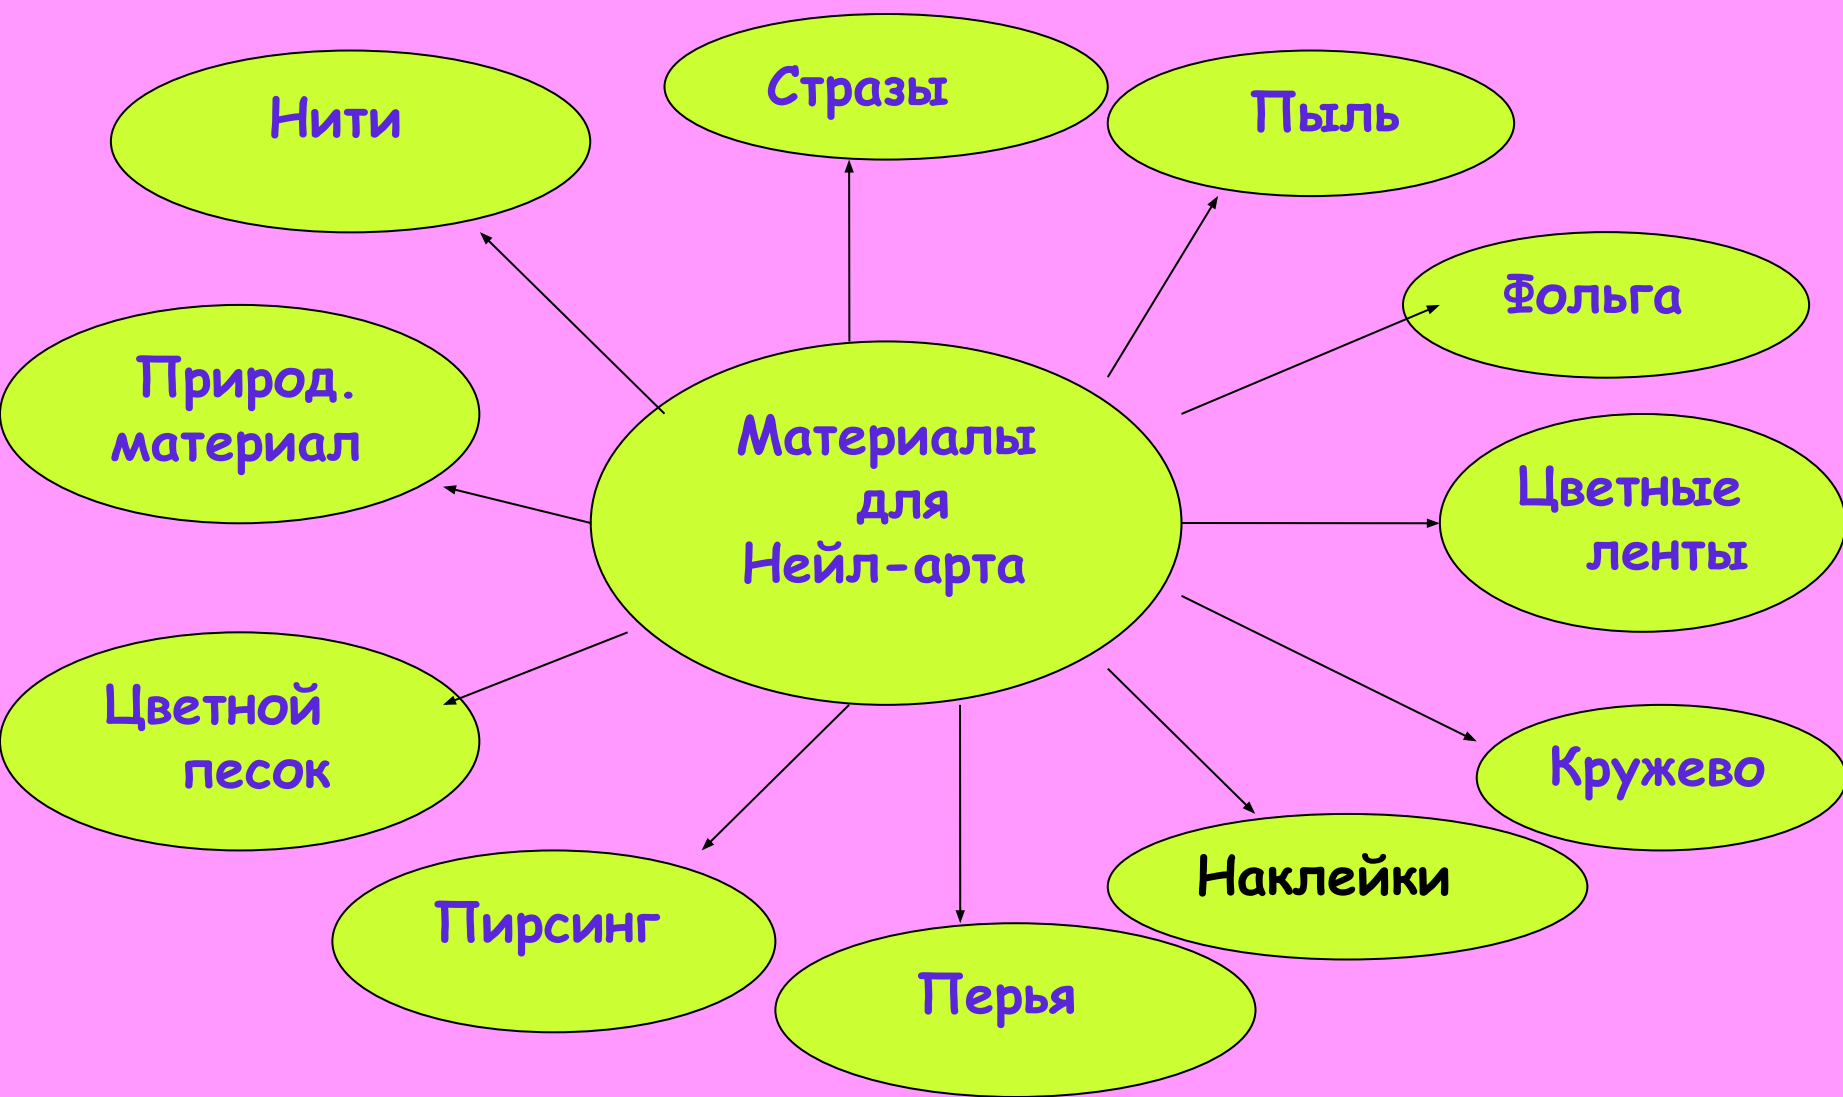 Стразы
Нити
Пыль
Фольга
Природ.
материал
Материалы
для
Нейл-арта
Цветные
ленты
Цветной
песок
Кружево
Наклейки
Пирсинг
Перья